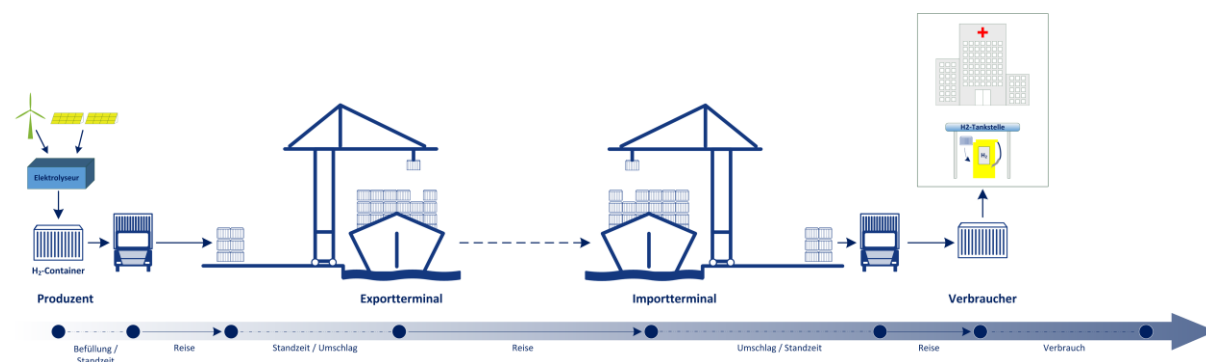 H2-Tankstelle
H₂
Elektrolyseur
H₂-Container
Produzent
Exportterminal
Importterminal
Verbraucher
Befüllung /
Standzeit
Reise
Standzeit / Umschlag
Reise
Umschlag / Standzeit
Reise
Verbrauch